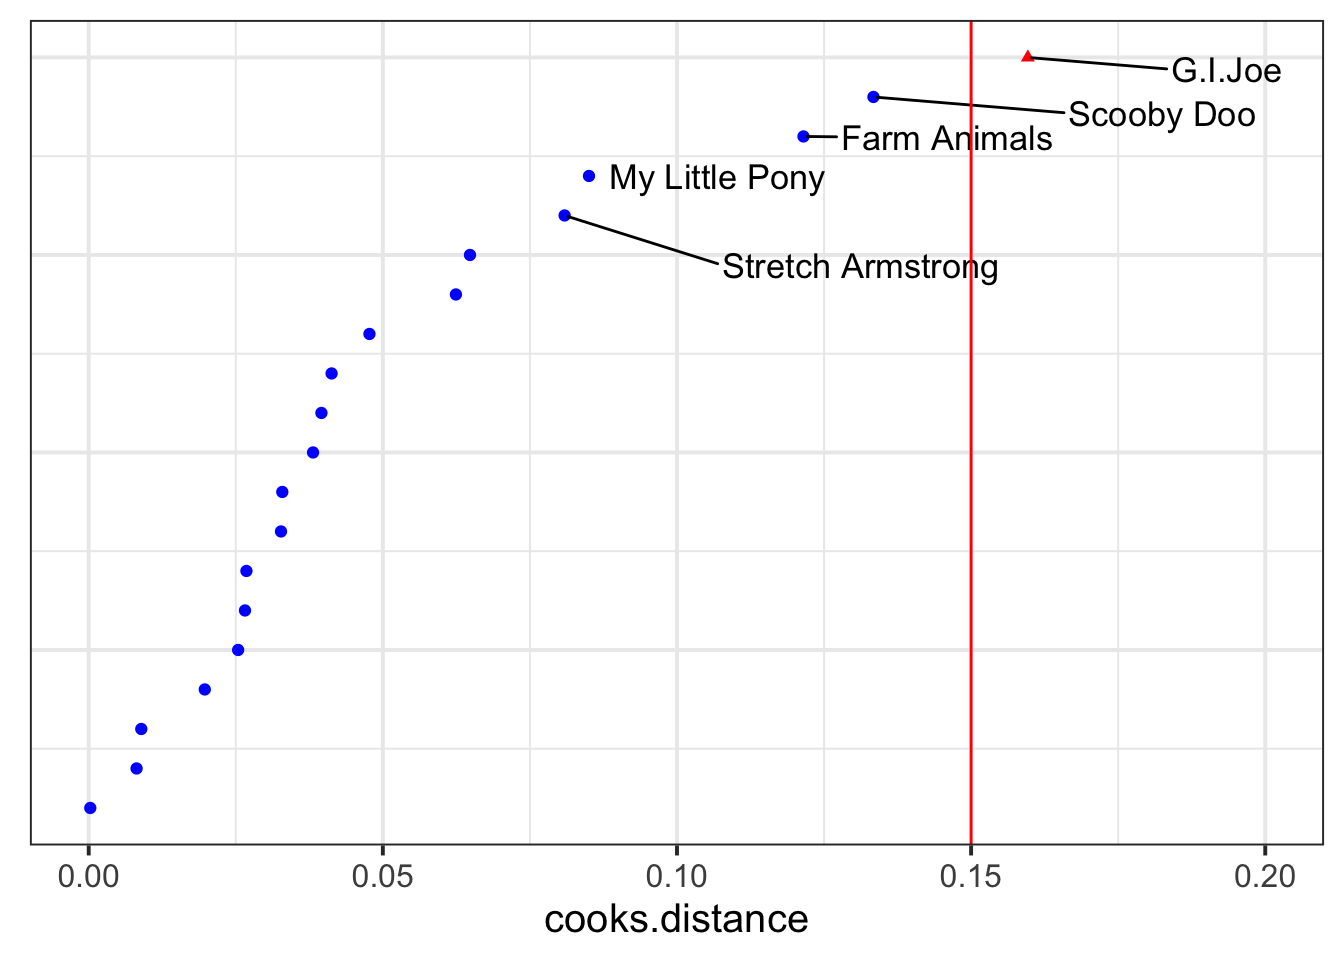 G.I.Joe
Scooby Doo
Farm Animals
My Little Pony
Stretch Armstrong
0.00 0.05 0.10 0.15 0.20
cooks.distance